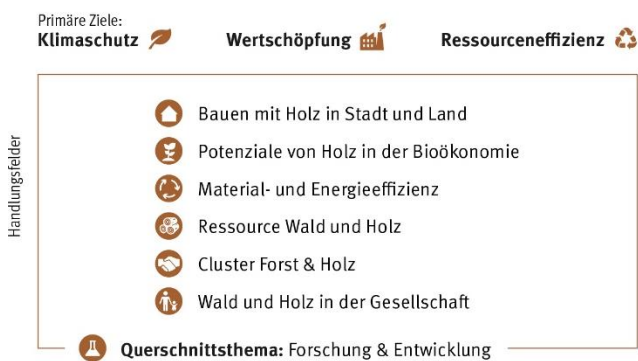 Primäre Ziele:
Klimaschutz
Wertschöpfung
Ressourceneffizienz
Handlungsfelder
Bauen mit Holz in Stadt und Land
Potenziale von Holz in der Bioökonomie
Material- und Energieeffizienz
Ressource Wald und Holz
Cluster Forst & Holz
Wald und Holz in der Gesellschaft
Querschnittsthema: Forschung & Entwicklung